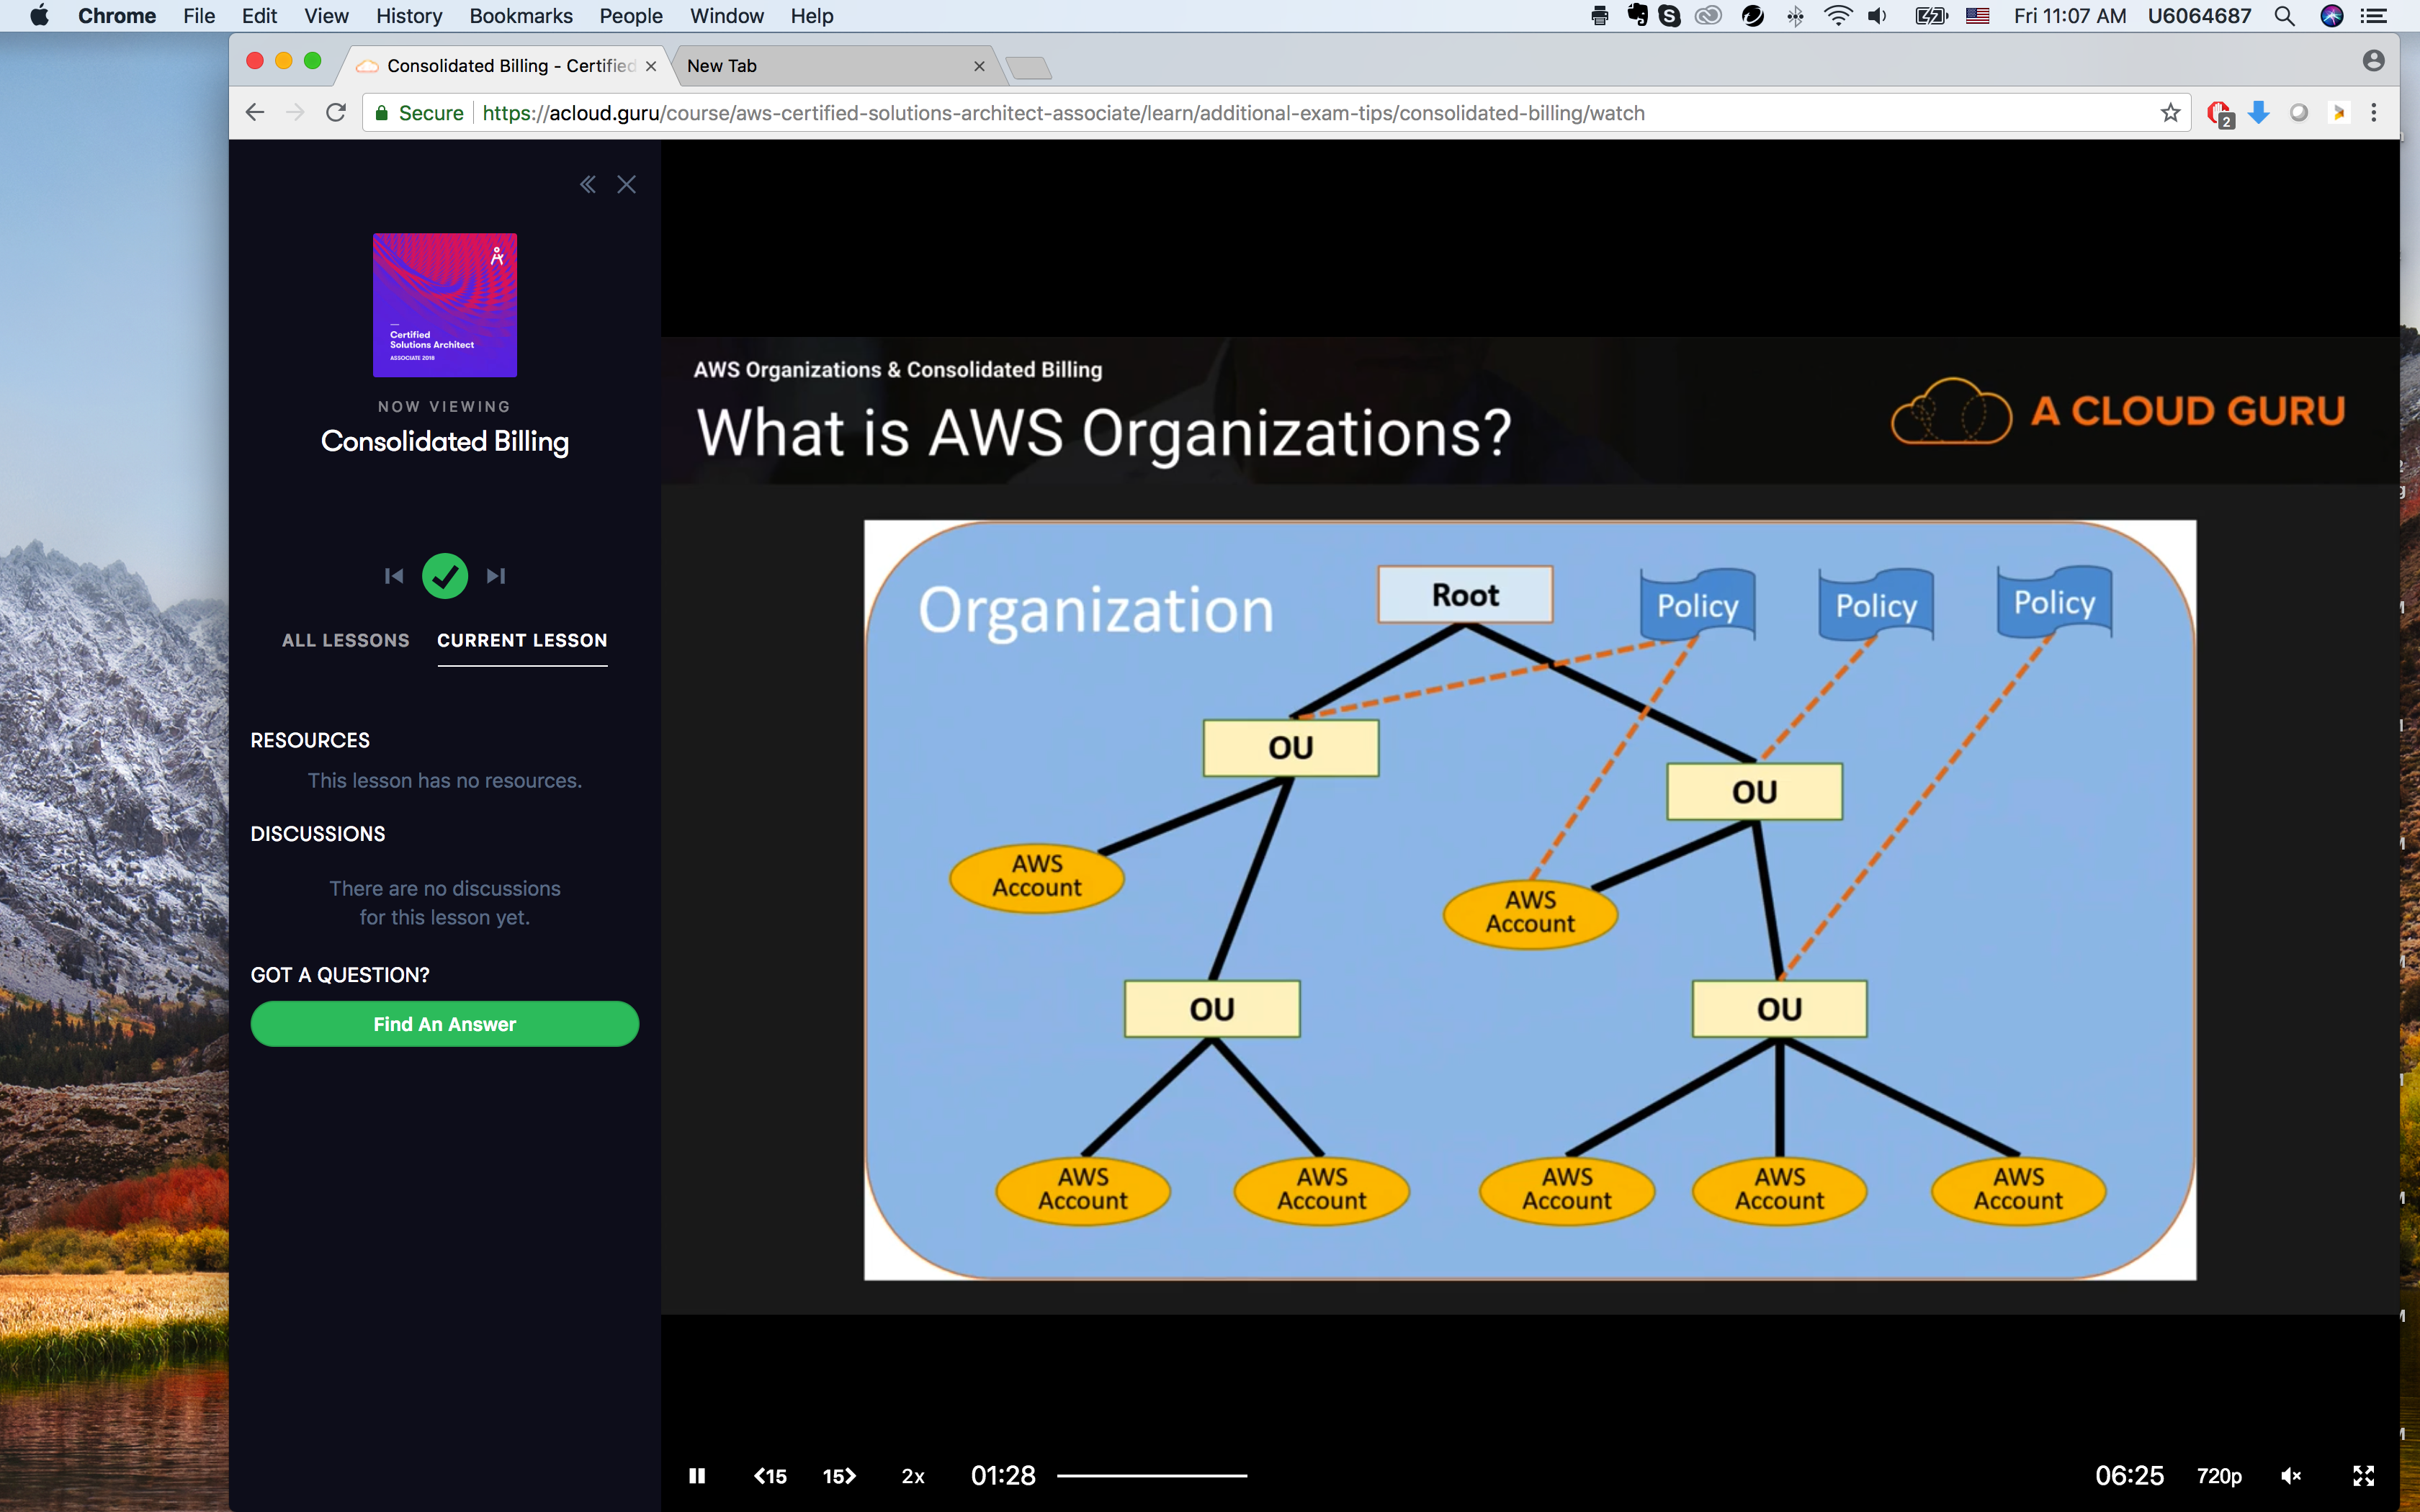 Chrome File Edit View History Bookmarks People Window Help
Fri 11:07 AM U6064687
Consolidated Billing - Certified
New Tab
Secure
https://acloud.guru/course/aws-certified-solutions-architect-associate/learn/additional-exam-tips/consolidated-billing/watch
2
Certified
Solutions Architect
ASSOCIATE 2018
NOW VIEWING
Consolidated Billing
ALL LESSONS
CURRENT LESSON
RESOURCES
This lesson has no resources.
DISCUSSIONS
There are no discussions
for this lesson yet.
GOT A QUESTION?
Find An Answer
AWS Organizations & Consolidated Billing
What is AWS Organizations?
A CLOUD GURU
Organization
Root
Policy
Policy
Policy
OU
OU
AWS
Account
AWS
Account
OU
OU
AWS
Account
AWS
Account
AWS
Account
AWS
Account
AWS
Account
<15
15>
2x
01:28
06:25
720p